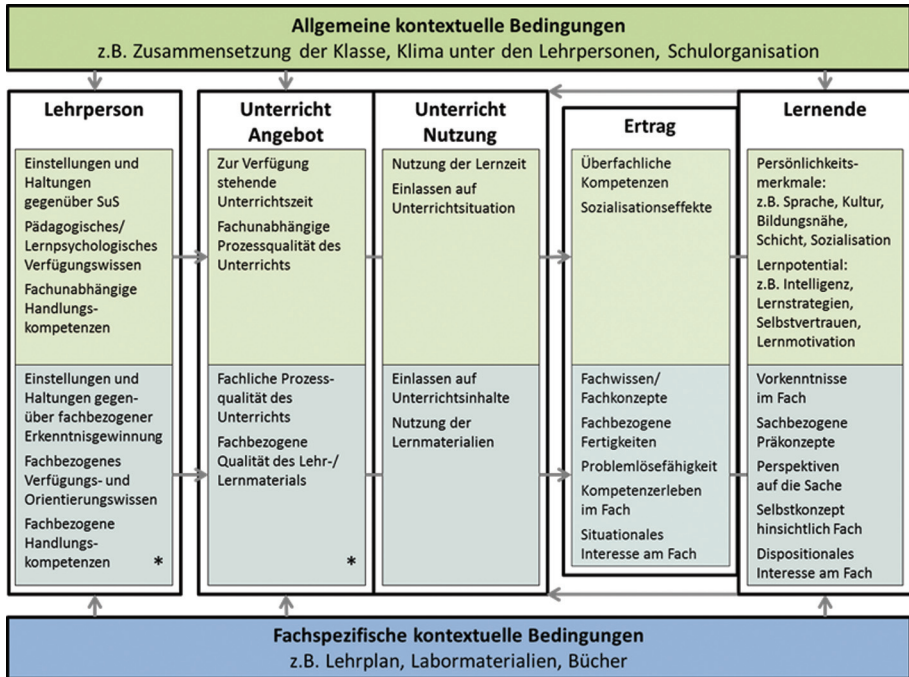 Allgemeine kontextuelle Bedingungen
z.B. Zusammensetzung der Klasse, Klima unter den Lehrpersonen, Schulorganisation
Lehrperson
Einstellungen und
Haltungen
gegenüber SuS
Pädagogisches/
Lernpsychologisches
Verfügungswissen
Fachunabhängige
Handlungs-
kompetenzen
Einstellungen und
Haltungen gegen-
über fachbezogener
Erkenntnisgewinnung
Fachbezogenes
Verfügungs- und
Orientierungswissen
Fachbezogene
Handlungs-
kompetenzen *
Unterricht
Angebot
Zur Verfügung
stehende
Unterrichtszeit
Fachunabhängige
Prozessqualität des
Unterrichts
Fachliche Prozess-
qualität des
Unterrichts
Fachbezogene
Qualität des Lehr-/
Lernmaterials
*
Unterricht
Nutzung
Nutzung der Lernzeit
Einlassen auf
Unterrichtsituation
Einlassen auf
Unterrichtsinhalte
Nutzung der
Lernmaterialien
Ertrag
Überfachliche
Kompetenzen
Sozialisationseffekte
Fachwissen/
Fachkonzepte
Fachbezogene
Fertigkeiten
Problemlösefähigkeit
Kompetenzerleben
im Fach
Situationales
Interesse am Fach
Lernende
Persönlichkeits-
merkmale:
z.B. Sprache, Kultur,
Bildungsnähe,
Schicht, Sozialisation
Lernpotential:
z.B. Intelligenz,
Lernstrategien,
Selbstvertrauen,
Lernmotivation
Vorkenntnisse
im Fach
Sachbezogene
Präkonzepte
Perspektiven
auf die Sache
Selbstkonzept
hinsichtlich Fach
Dispositionales
Interesse am Fach
Fachspezifische kontextuelle Bedingungen
z.B. Lehrplan, Labormaterialien, Bücher